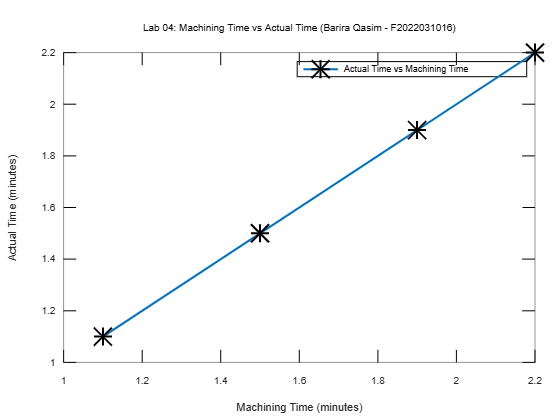 Lab 04: Machining Time vs Actual Time (Barira Qasim - F2022031016)
2.2
Actual Time vs Machining Time
2
1.8
1.6
1.4
1.2
1
Actual Time (minutes)
1 1.2 1.4 1.6 1.8 2 2.2
Machining Time (minutes)